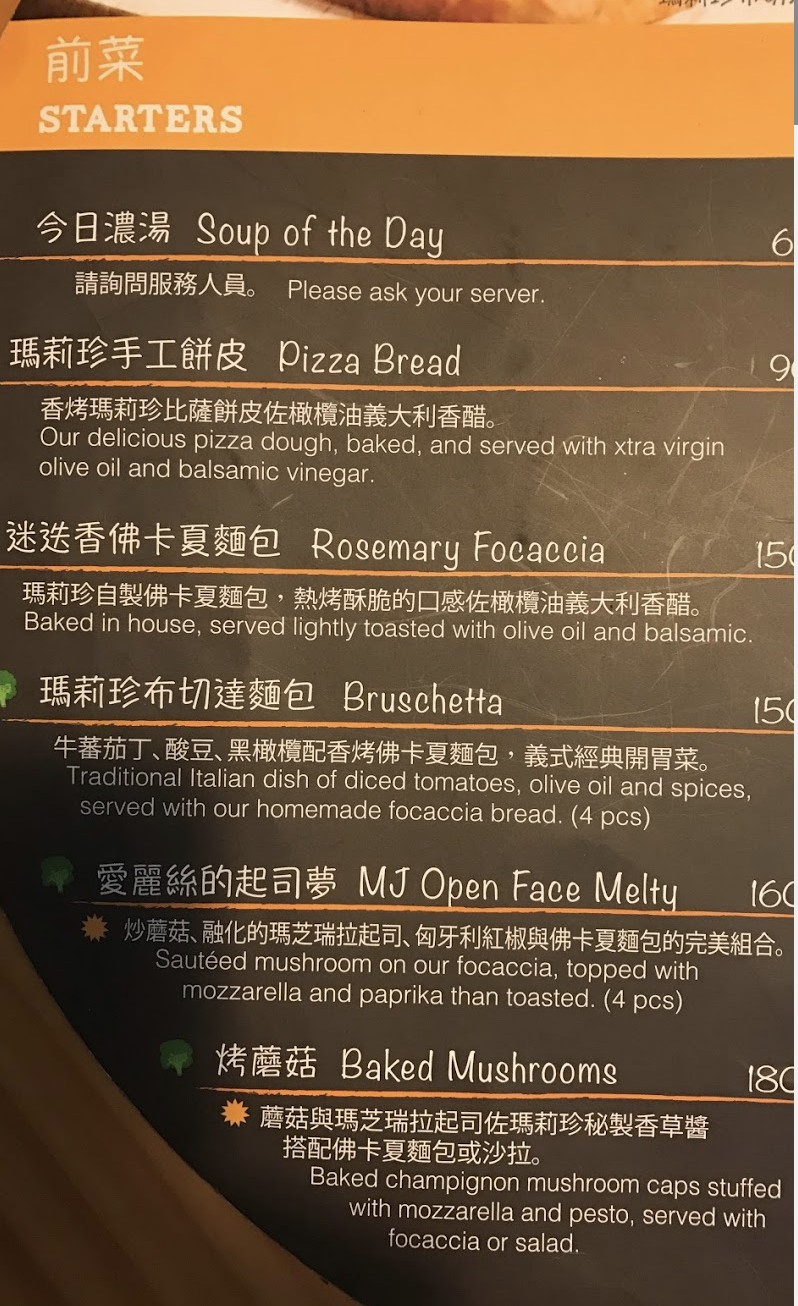 前菜
STARTERS
今日濃湯 Soup of the Day
請詢問服務人員。 Please ask your server.
瑪莉珍手工餅皮 Pizza Bread
香烤瑪莉珍比薩餅皮佐橄欖油義大利香醋。
Our delicious pizza dough, baked, and served with xtra virgin
olive oil and balsamic vinegar.
迷迭香佛卡夏麵包 Rosemary Focaccia 150
瑪莉珍自製佛卡夏麵包，熱烤酥脆的口感佐橄欖油義大利香醋。
Baked in house, served lightly toasted with olive oil and balsamic.
瑪莉珍布切達麵包 Bruschetta 150
牛蕃茄丁、酸豆、黑橄欖配香烤佛卡夏麵包，義式經典開胃菜。
Traditional Italian dish of diced tomatoes, olive oil and spices,
served with our homemade focaccia bread. (4 pcs)
愛麗絲的起司夢 MJ Open Face Melty 160
炒蘑菇、融化的瑪芝瑞拉起司、匈牙利紅椒與佛卡夏麵包的完美組合。
Sautéed mushroom on our focaccia, topped with
mozzarella and paprika than toasted. (4 pcs)
烤蘑菇 Baked Mushrooms 180
蘑菇與瑪芝瑞拉起司佐瑪莉珍秘製香草醬
搭配佛卡夏麵包或沙拉。
Baked champignon mushroom caps stuffed
with mozzarella and pesto, served with
focaccia or salad.